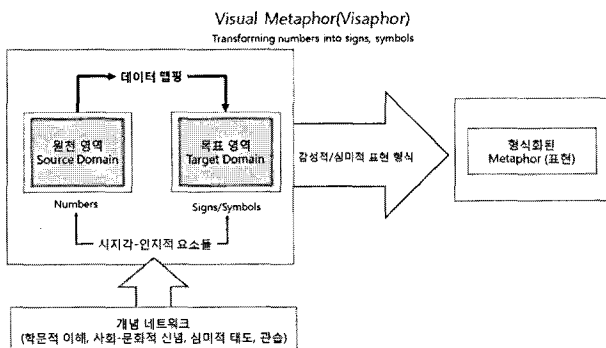 Visual Metaphor(Visaphor)
Transforming numbers into signs, symbols
데이터 맵핑
원천 영역
Source Domain
목표 영역
Target Domain
Numbers
Signs/Symbols
시지각-인지적 요소들
감성적/심미적 표현 형식
형식화된
Metaphor (표현)
개념 네트워크
(학문적 이해, 사회-문화적 신념, 심미적 태도, 관습)